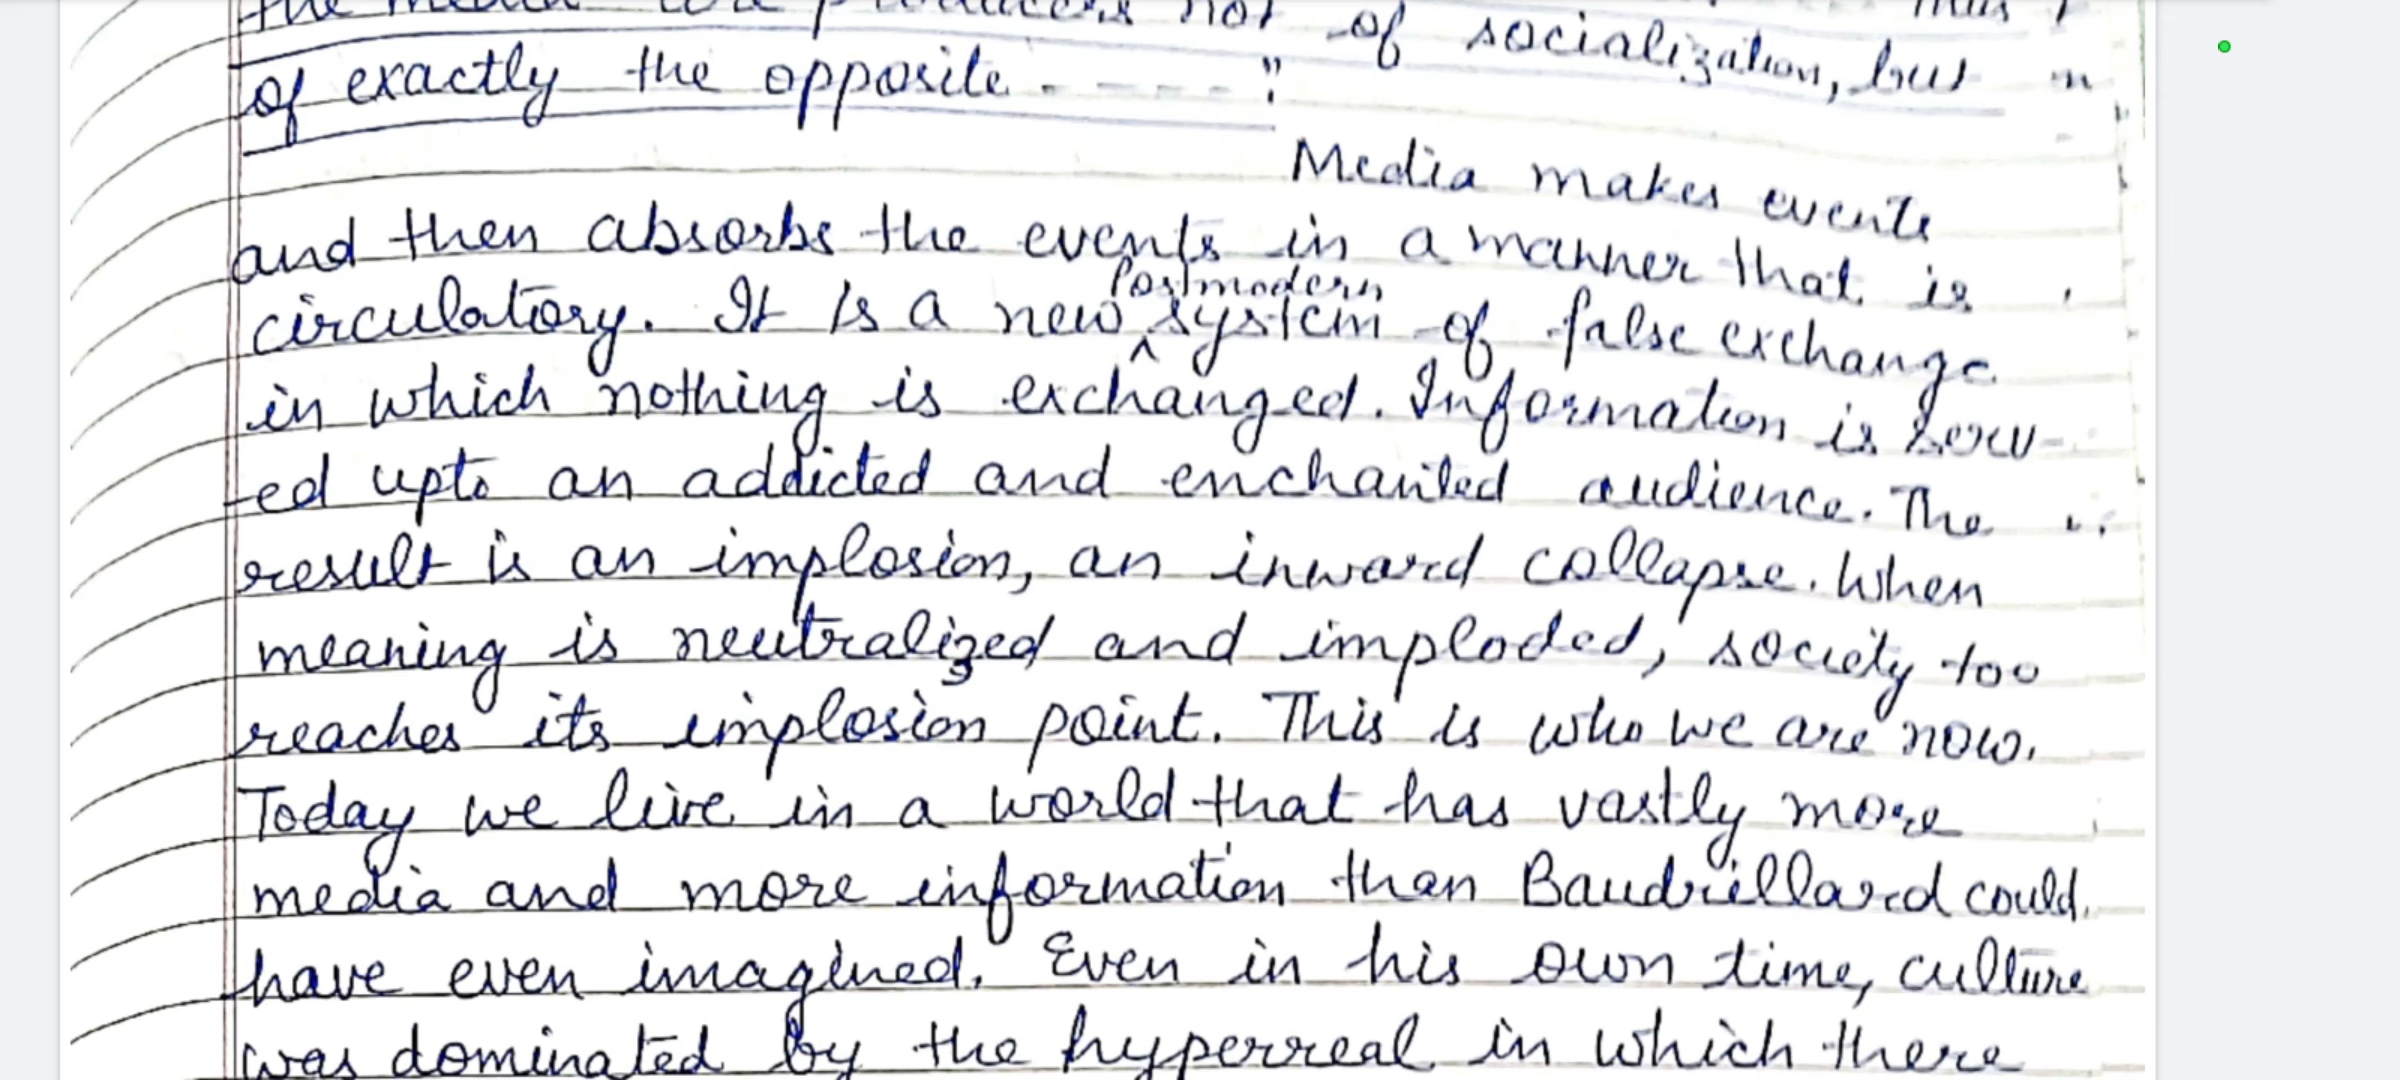 the media are producers not of socialization, but
of exactly the opposite - - - - - ".
Media makes events
and then absorbs the events in a manner that is
circulatory. It is a new ^ Postmodern system of false exchange
in which nothing is exchanged. Information is serv-
-ed upto an addicted and enchanted audience. The
result is an implosion, an inward collapse. When
meaning is neutralized and imploded, society too
reaches its implosion point. This is who we are now.
Today we live in a world that has vastly more
media and more information than Baudrillard could
have even imagined. Even in his own time, culture
was dominated by the hyperreal in which there